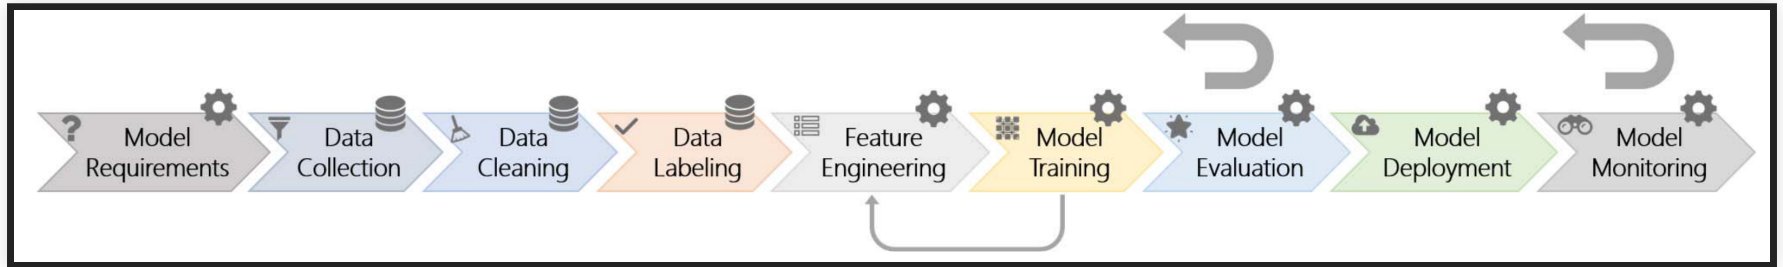 Model
Requirements
Data
Collection
Data
Cleaning
Data
Labeling
Feature
Engineering
Model
Training
Model
Evaluation
Model
Deployment
Model
Monitoring